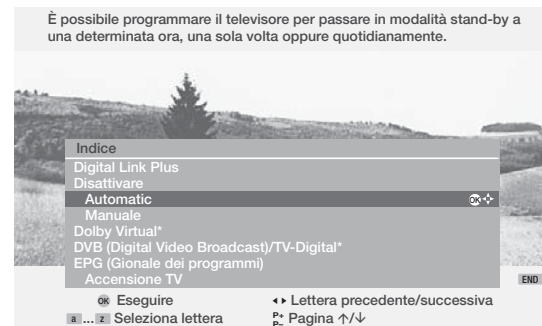 È possibile programmare il televisore per passare in modalità stand-by a
una determinata ora, una sola volta oppure quotidianamente.
Indice
Digital Link Plus
Disattivare
Automatic OK
Manuale
Dolby Virtual*
DVB (Digital Video Broadcast)/TV-Digital*
EPG (Gionale dei programmi)
Accensione TV
END
OK Eseguire
Lettera precedente/successiva
a ... z Seleziona lettera
P+ P– Pagina ↑/↓